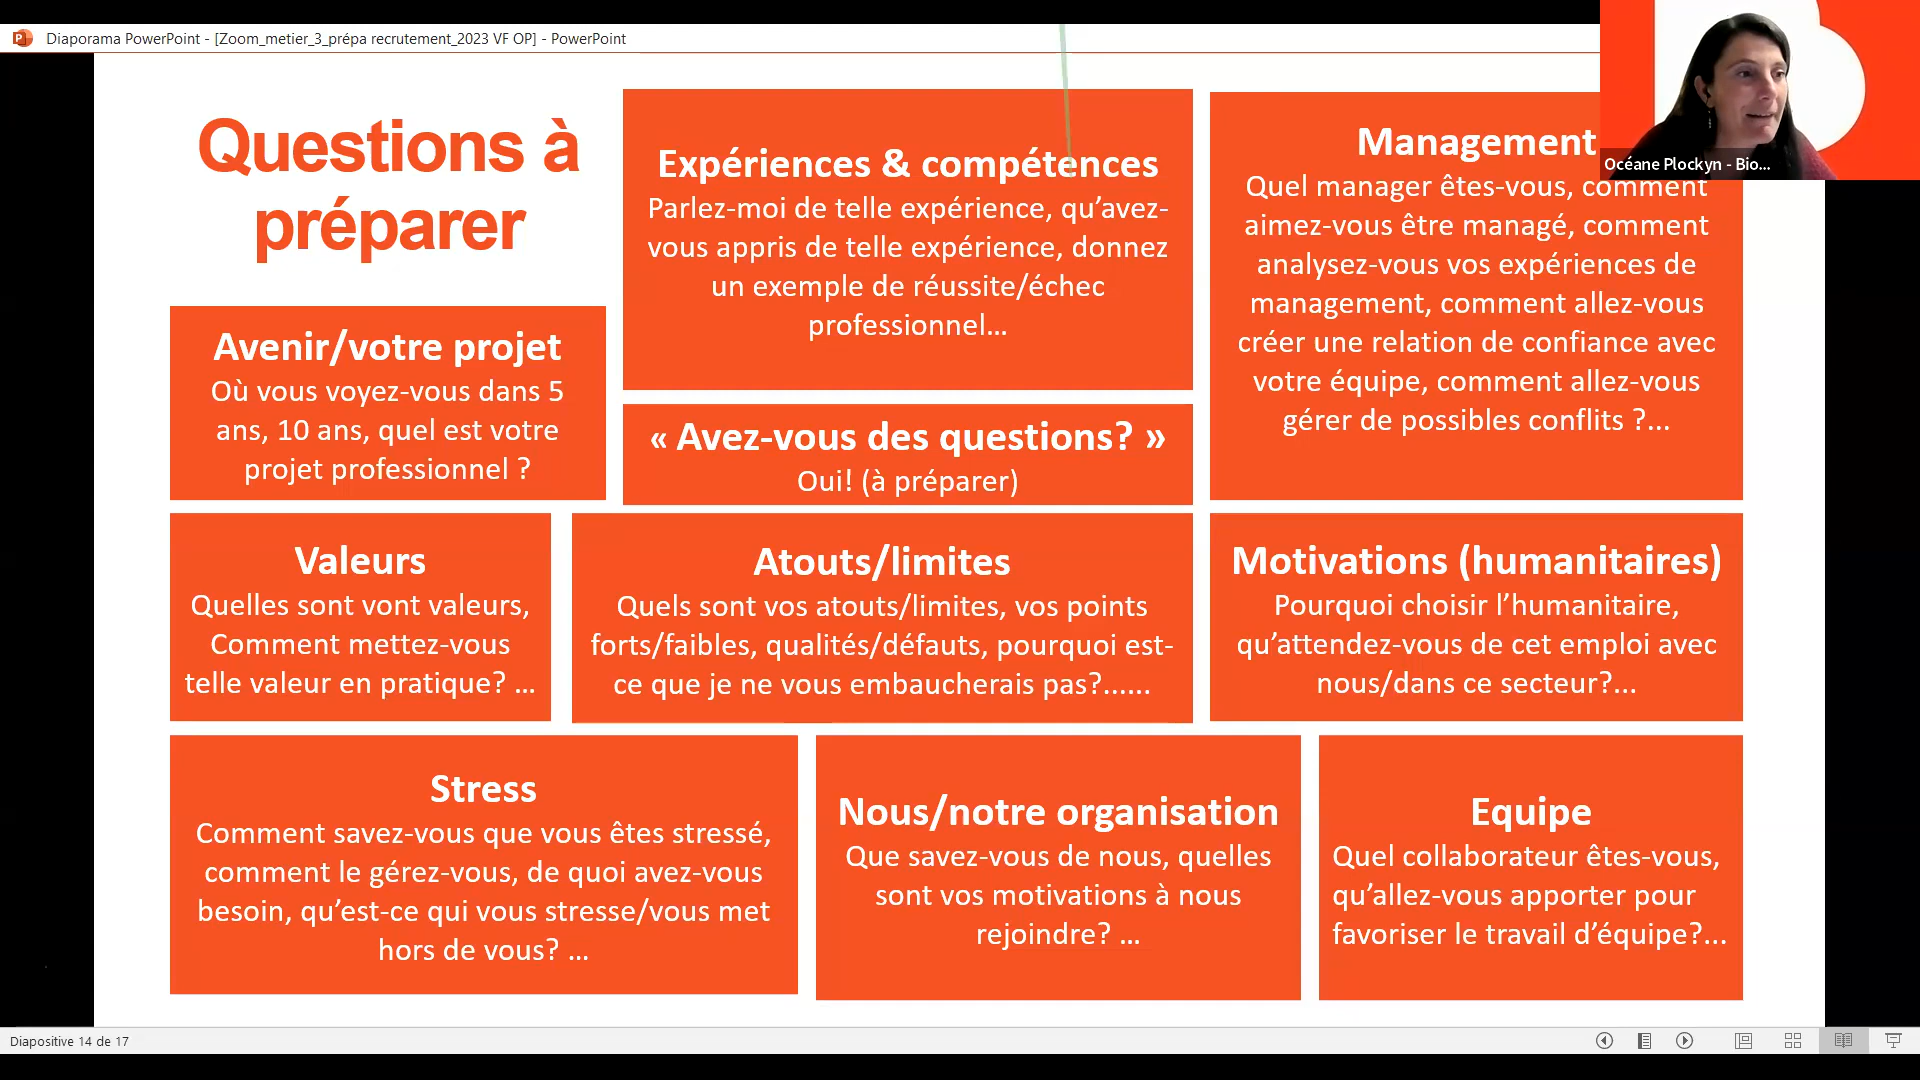 Diaporama PowerPoint - [Zoom_metier_3_prépa recrutement_2023 VF OP] - PowerPoint
Océane Plockyn - Bio...
Questions à
préparer
Expériences & compétences
Parlez-moi de telle expérience, qu’avez-
vous appris de telle expérience, donnez
un exemple de réussite/échec
professionnel...
Management
Quel manager êtes-vous, comment
aimez-vous être managé, comment
analysez-vous vos expériences de
management, comment allez-vous
créer une relation de confiance avec
votre équipe, comment allez-vous
gérer de possibles conflits ?...
Avenir/votre projet
Où vous voyez-vous dans 5
ans, 10 ans, quel est votre
projet professionnel ?
« Avez-vous des questions? »
Oui! (à préparer)
Valeurs
Quelles sont vont valeurs,
Comment mettez-vous
telle valeur en pratique? ...
Atouts/limites
Quels sont vos atouts/limites, vos points
forts/faibles, qualités/défauts, pourquoi est-
ce que je ne vous embaucherais pas?......
Motivations (humanitaires)
Pourquoi choisir l’humanitaire,
qu’attendez-vous de cet emploi avec
nous/dans ce secteur?...
Stress
Comment savez-vous que vous êtes stressé,
comment le gérez-vous, de quoi avez-vous
besoin, qu’est-ce qui vous stresse/vous met
hors de vous? ...
Nous/notre organisation
Que savez-vous de nous, quelles
sont vos motivations à nous
rejoindre? ...
Equipe
Quel collaborateur êtes-vous,
qu’allez-vous apporter pour
favoriser le travail d’équipe?...
Diapositive 14 de 17